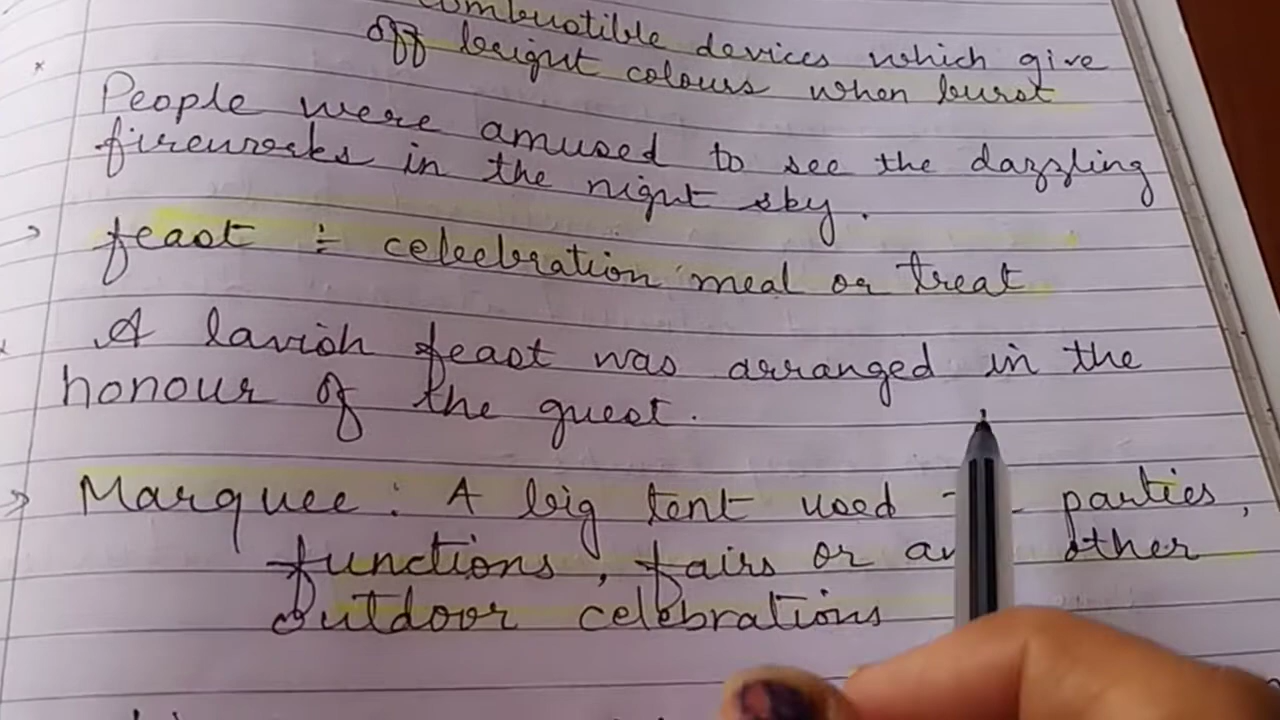 combustible devices which give
off bright colours when burst
People were amused to see the dazzling
fireworks in the night sky.
feast ÷ celeebration meal or treat
A lavish feast was arranged in the
honour of the guest.
Marquee : A big tent used parties,
functions, fairs or other
outdoor celebrations